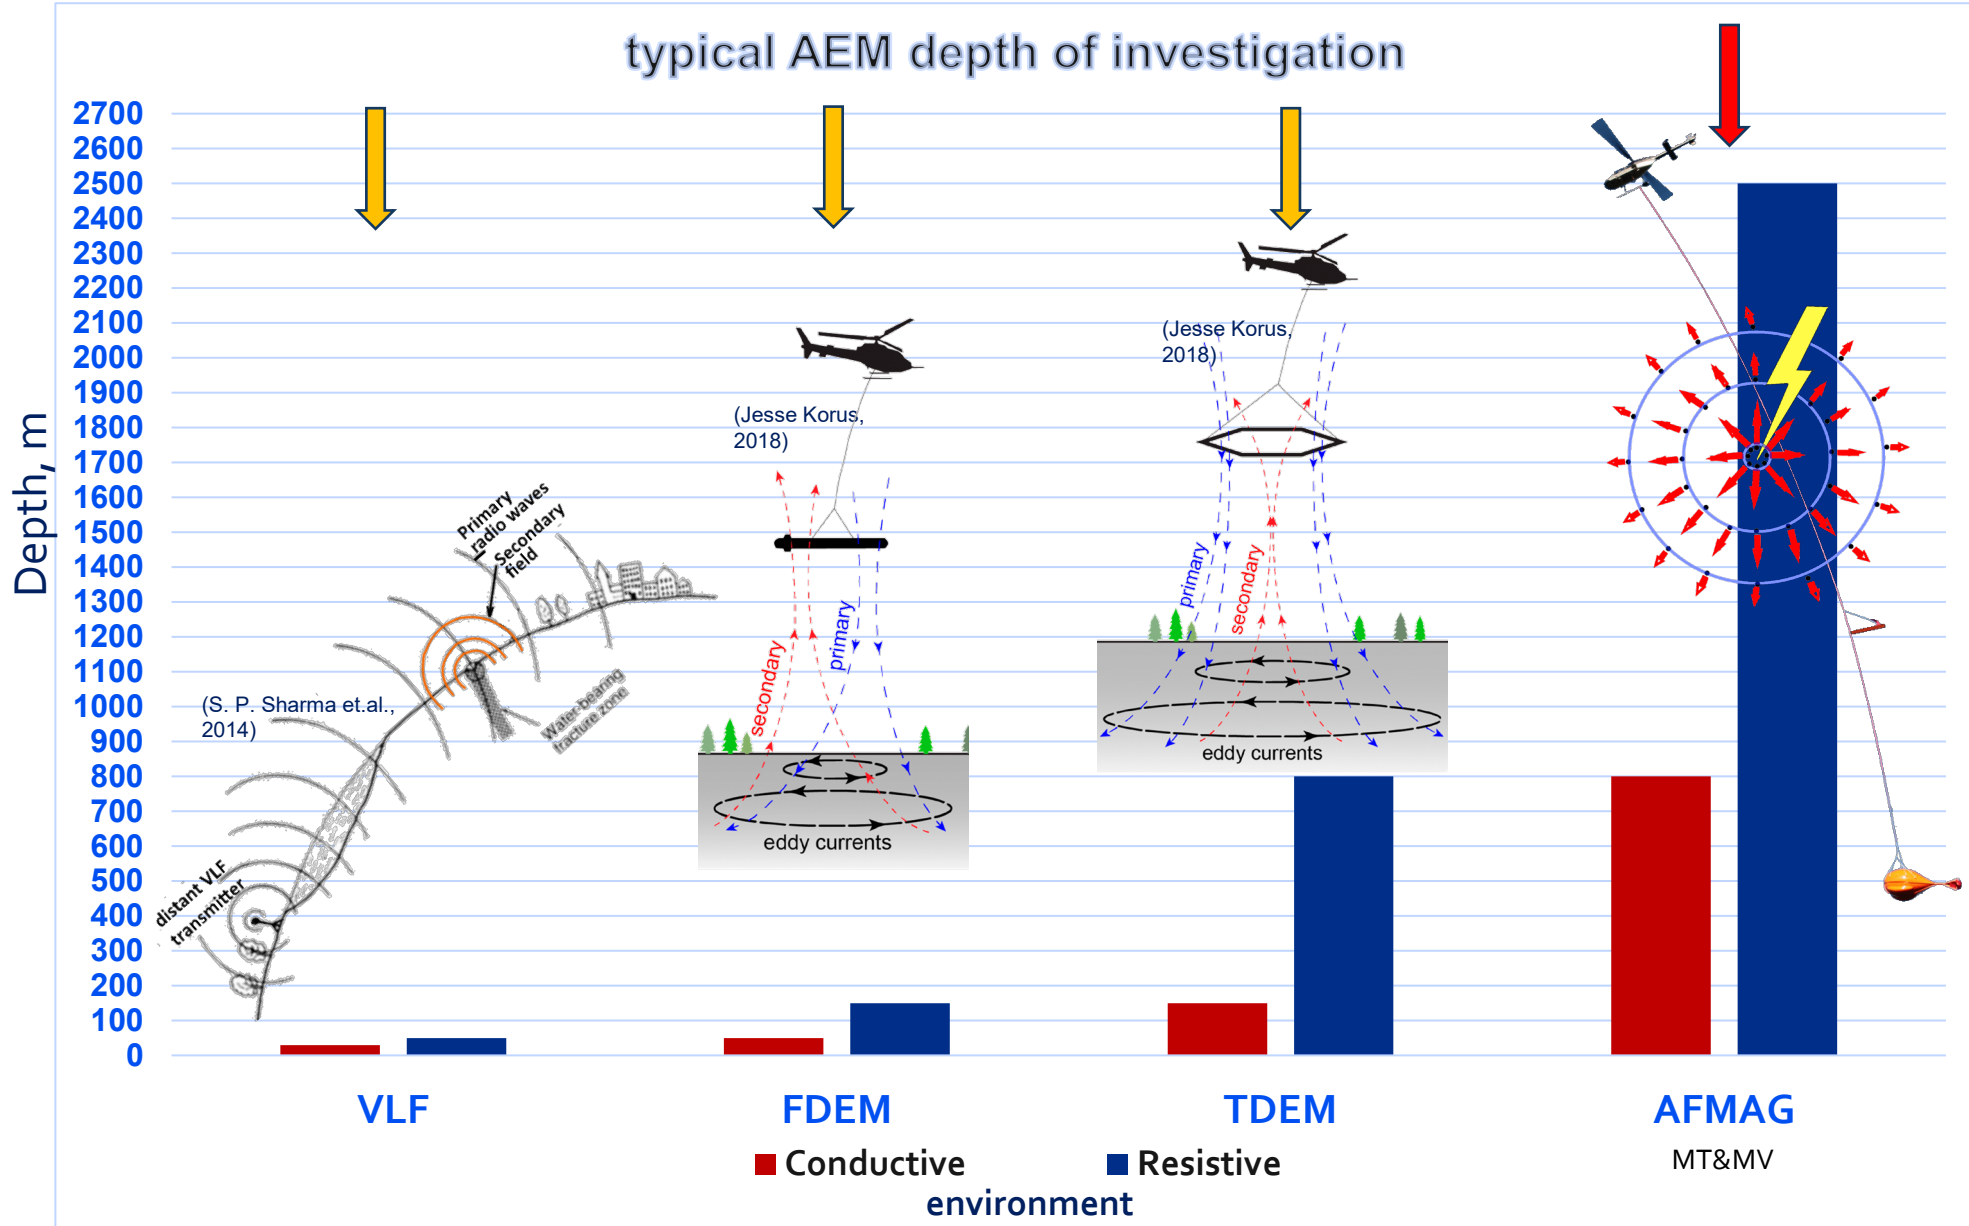 typical AEM depth of investigation
Depth, m
2700
2600
2500
2400
2300
2200
2100
2000
1900
1800
1700
1600
1500
1400
1300
1200
1100
1000
900
800
700
600
500
400
300
200
100
0
Primary
radio waves
Secondary
field
Water-bearing
fracture zone
(S. P. Sharma et.al.,
2014)
distant VLF
transmitter
(Jesse Korus,
2018)
secondary
primary
eddy currents
(Jesse Korus,
2018)
primary
secondary
eddy currents
VLF
FDEM
TDEM
AFMAG
MT&MV
Conductive
Resistive
environment